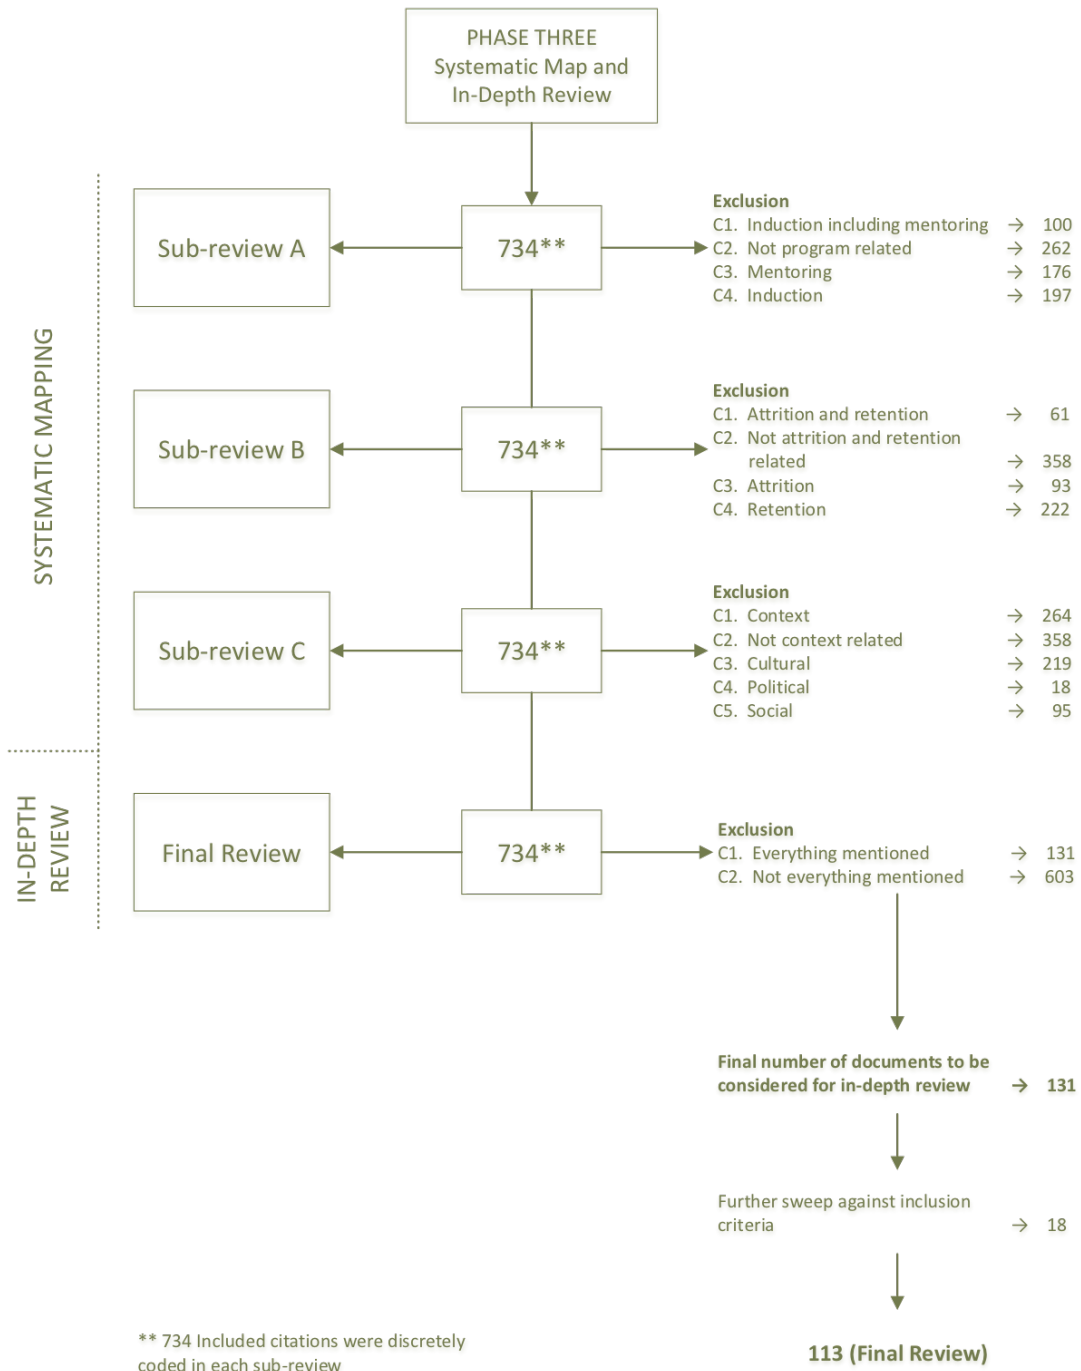 PHASE THREE
Systematic Map and
In-Depth Review
SYSTEMATIC MAPPING
Sub-review A
734**
Exclusion
C1. Induction including mentoring → 100
C2. Not program related → 262
C3. Mentoring → 176
C4. Induction → 197
Sub-review B
734**
Exclusion
C1. Attrition and retention → 61
C2. Not attrition and retention
related → 358
C3. Attrition → 93
C4. Retention → 222
Sub-review C
734**
Exclusion
C1. Context → 264
C2. Not context related → 358
C3. Cultural → 219
C4. Political → 18
C5. Social → 95
IN-DEPTH
REVIEW
Final Review
734**
Exclusion
C1. Everything mentioned → 131
C2. Not everything mentioned → 603
Final number of documents to be
considered for in-depth review → 131
Further sweep against inclusion
criteria → 18
113 (Final Review)
** 734 Included citations were discretely
coded in each sub-review